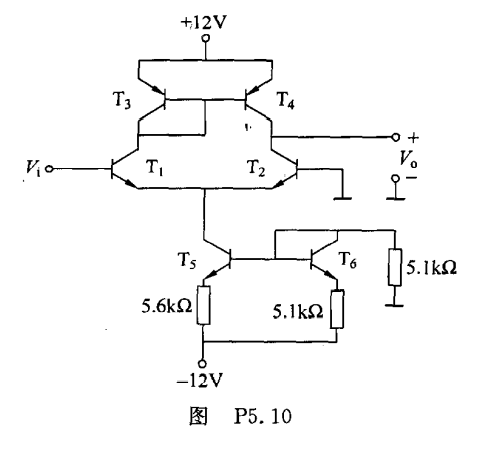 +12V
T₃
T₄
+
Vᵢ
T₁
T₂
Vₒ
−
T₅
T₆
5.1kΩ
5.6kΩ
5.1kΩ
−12V
图 P5.10